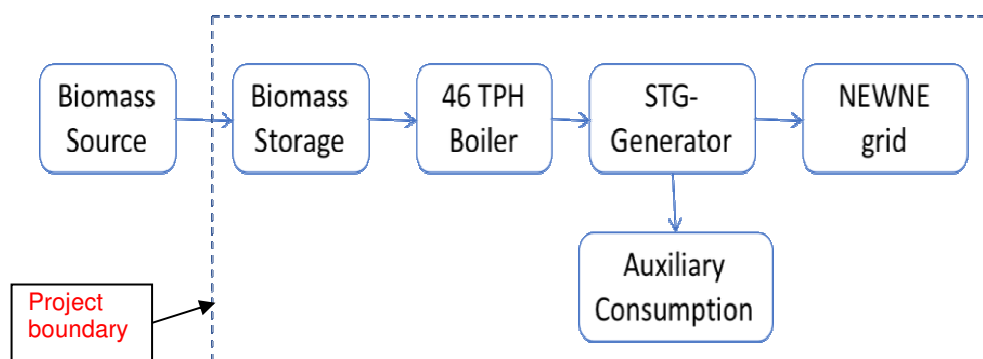 Biomass
Source
Biomass
Storage
46 TPH
Boiler
STG-
Generator
NEWNE
grid
Auxiliary
Consumption
Project
boundary